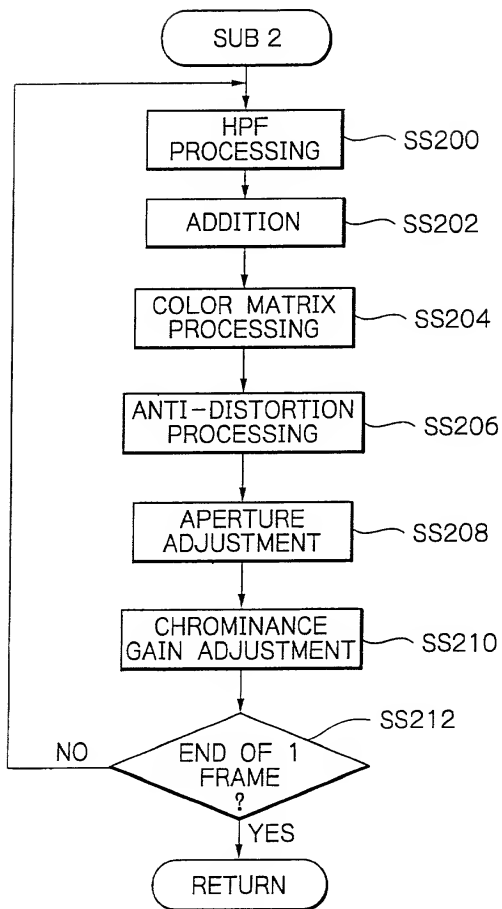 SUB 2
HPF
PROCESSING
SS200
ADDITION
SS202
COLOR MATRIX
PROCESSING
SS204
ANTI-DISTORTION
PROCESSING
SS206
APERTURE
ADJUSTMENT
SS208
CHROMINANCE
GAIN ADJUSTMENT
SS210
SS212
NO
END OF 1
FRAME
?
YES
RETURN